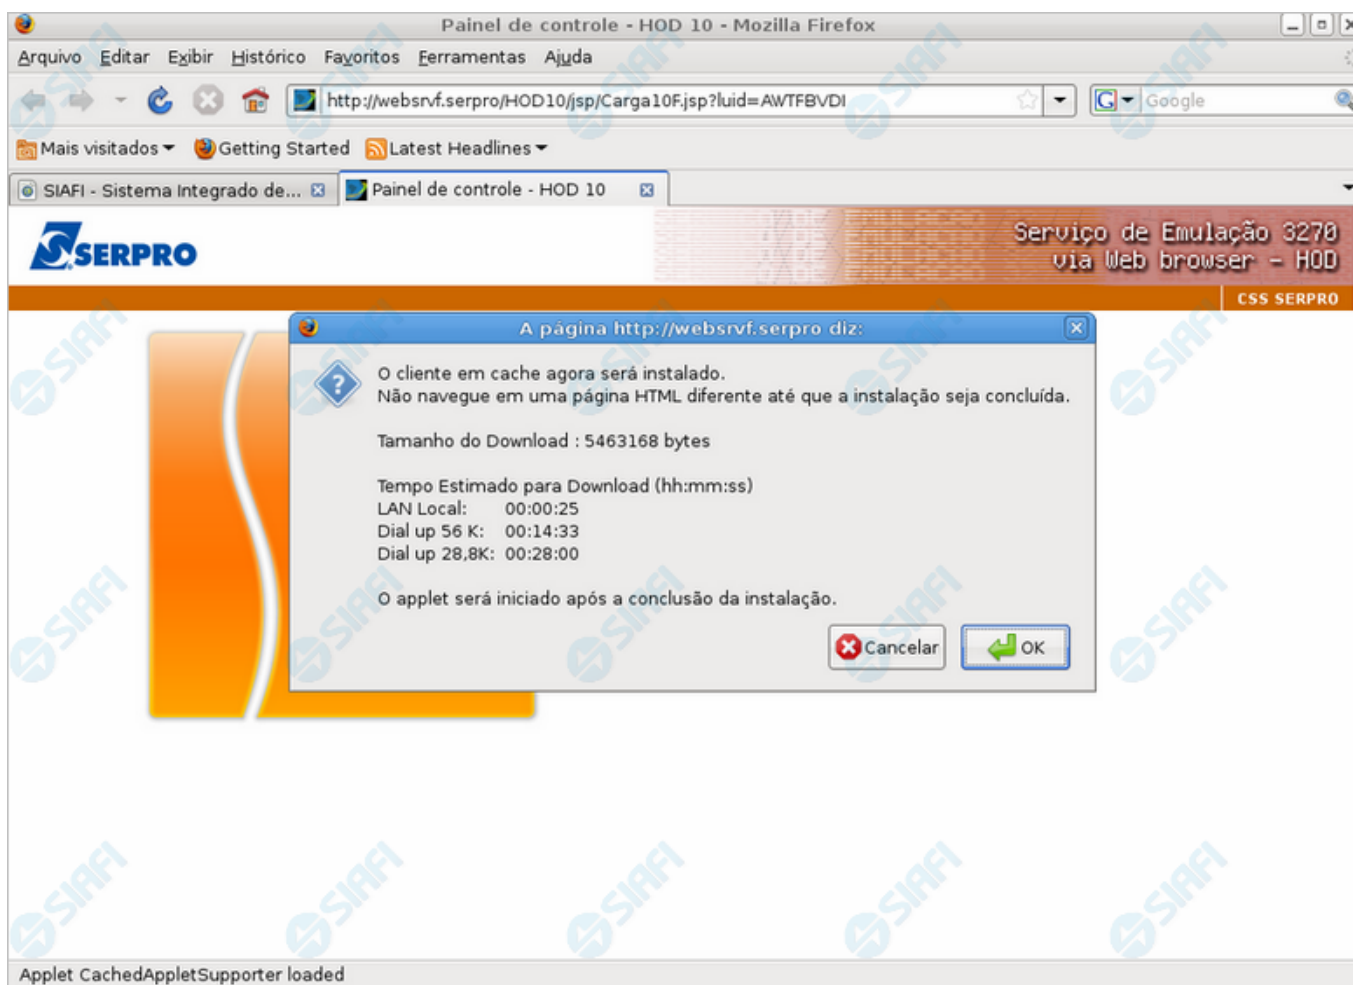 Painel de controle - HOD 10 - Mozilla Firefox
Arquivo Editar Exibir Histórico Favoritos Ferramentas Ajuda
http://websrvf.serpro/HOD10/jsp/Carga10F.jsp?luid=AWTFBVDI
G Google
Mais visitados Getting Started Latest Headlines
SIAFI - Sistema Integrado de... Painel de controle - HOD 10
SERPRO
Serviço de Emulação 3270
via Web browser - HOD
CSS SERPRO
A página http://websrvf.serpro diz:
O cliente em cache agora será instalado.
Não navegue em uma página HTML diferente até que a instalação seja concluída.
Tamanho do Download : 5463168 bytes
Tempo Estimado para Download (hh:mm:ss)
LAN Local: 00:00:25
Dial up 56 K: 00:14:33
Dial up 28,8K: 00:28:00
O applet será iniciado após a conclusão da instalação.
Cancelar OK
Applet CachedAppletSupporter loaded
SIAFI